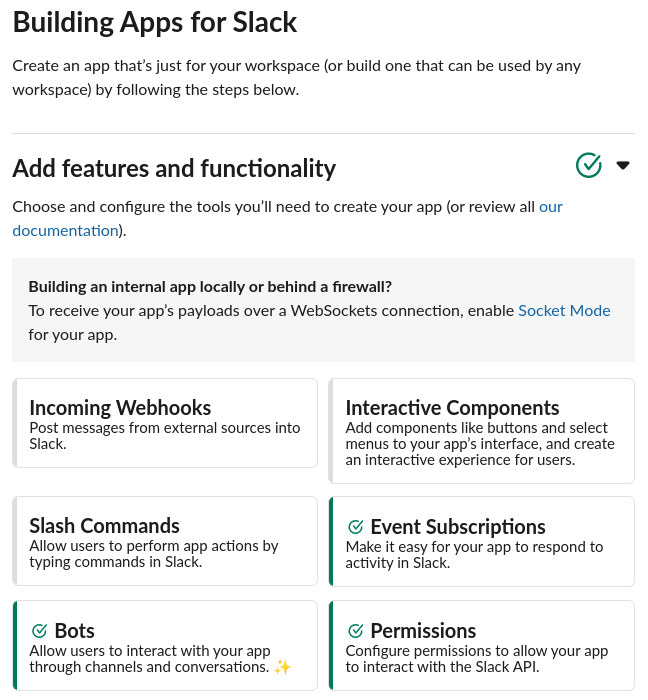 Building Apps for Slack
Create an app that's just for your workspace (or build one that can be used by any
workspace) by following the steps below.
Add features and functionality
Choose and configure the tools you'll need to create your app (or review all our
documentation).
Building an internal app locally or behind a firewall?
To receive your app's payloads over a WebSockets connection, enable Socket Mode
for your app.
Incoming Webhooks
Post messages from external sources into
Slack.
Interactive Components
Add components like buttons and select
menus to your app's interface, and create
an interactive experience for users.
Slash Commands
Allow users to perform app actions by
typing commands in Slack.
Event Subscriptions
Make it easy for your app to respond to
activity in Slack.
Bots
Allow users to interact with your app
through channels and conversations. ✨
Permissions
Configure permissions to allow your app
to interact with the Slack API.